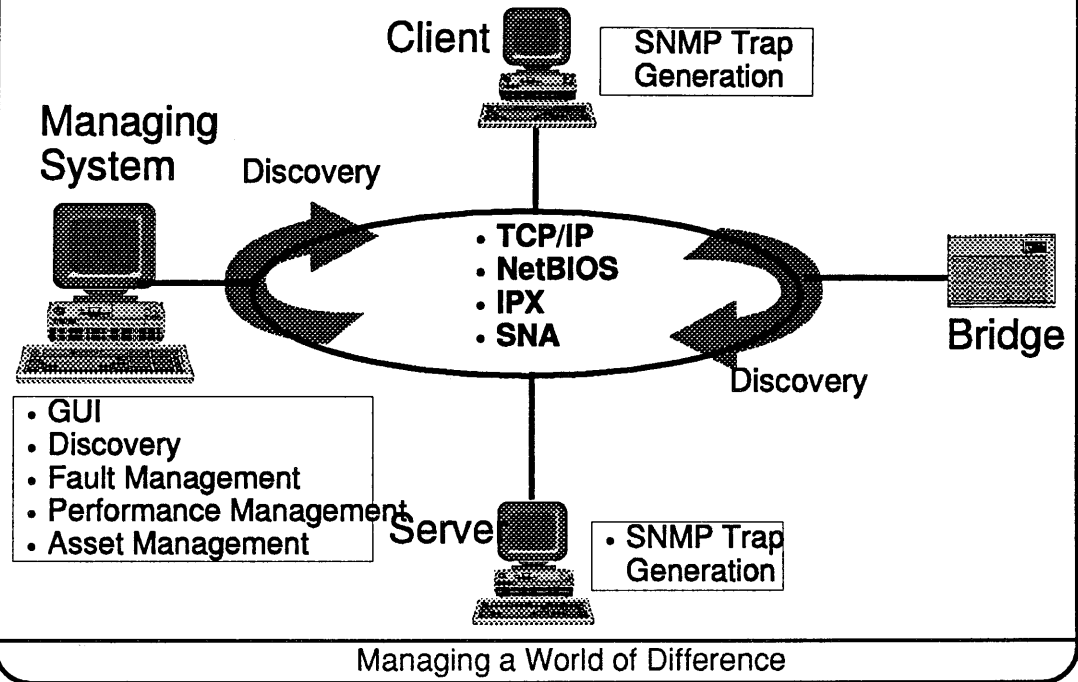 Client
SNMP Trap
Generation
Managing
System
Discovery
• TCP/IP
• NetBIOS
• IPX
• SNA
Bridge
Discovery
• GUI
• Discovery
• Fault Management
• Performance Management
• Asset Management
Server
• SNMP Trap
Generation
Managing a World of Difference